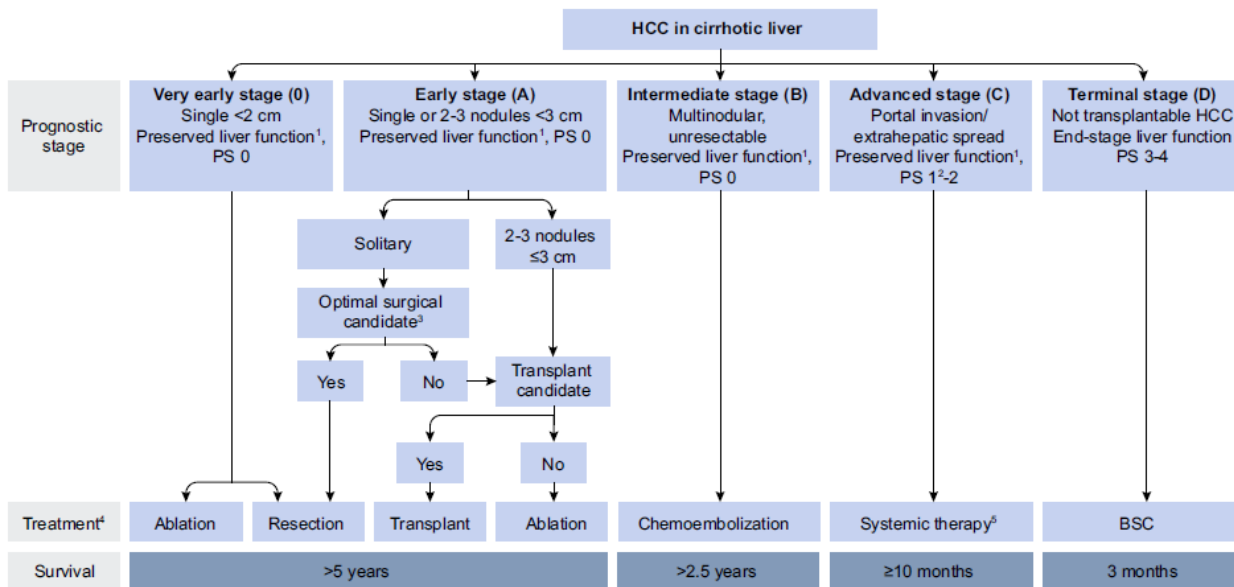 HCC in cirrhotic liver
Prognostic
stage
Very early stage (0)
Single <2 cm
Preserved liver function¹,
PS 0
Early stage (A)
Single or 2-3 nodules <3 cm
Preserved liver function¹, PS 0
Intermediate stage (B)
Multinodular,
unresectable
Preserved liver function¹,
PS 0
Advanced stage (C)
Portal invasion/
extrahepatic spread
Preserved liver function¹,
PS 1²-2
Terminal stage (D)
Not transplantable HCC
End-stage liver function
PS 3-4
Solitary
2-3 nodules
≤3 cm
Optimal surgical
candidate³
Yes
No
Transplant
candidate
Yes
No
Treatment⁴
Ablation
Resection
Transplant
Ablation
Chemoembolization
Systemic therapy⁵
BSC
Survival
>5 years
>2.5 years
≥10 months
3 months